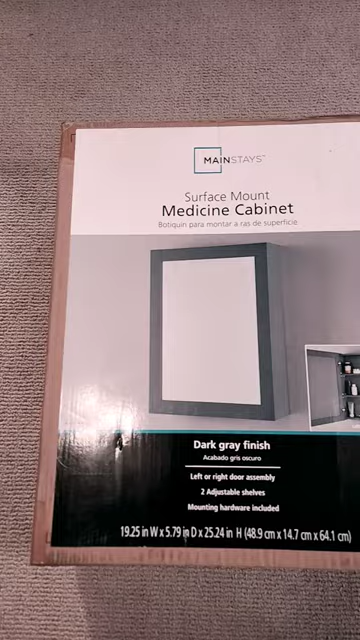 MAINSTAYS™
Surface Mount
Medicine Cabinet
Botiquín para montar a ras de superficie
Dark gray finish
Acabado gris oscuro
Left or right door assembly
2 Adjustable shelves
Mounting hardware included
19.25 in W x 5.79 in D x 25.24 in H (48.9 cm x 14.7 cm x 64.1 cm)